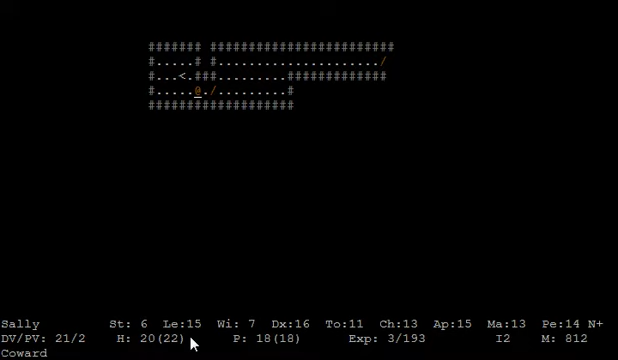 ####### ########################
#.....# #...................../
#...<.###.........#############
#.....@./.........#
###################
Sally St: 6 Le:15 Wi: 7 Dx:16 To:11 Ch:13 Ap:15 Ma:13 Pe:14 N+
DV/PV: 21/2 H: 20(22) P: 18(18) Exp: 3/193 I2 M: 812
Coward